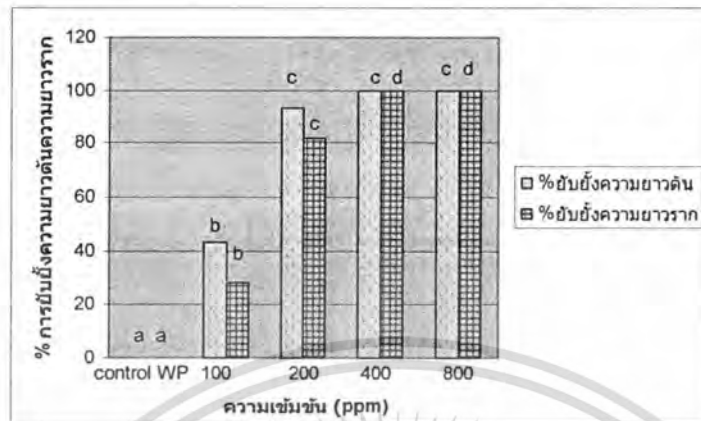 % การยับยั้งความยาวต้นความยาวราก
120
100
80
60
40
20
0
a a
b
b
c
c
c d
c d
control WP 100 200 400 800
ความเข้มข้น (ppm)
%ยับยั้งความยาวต้น
%ยับยั้งความยาวราก